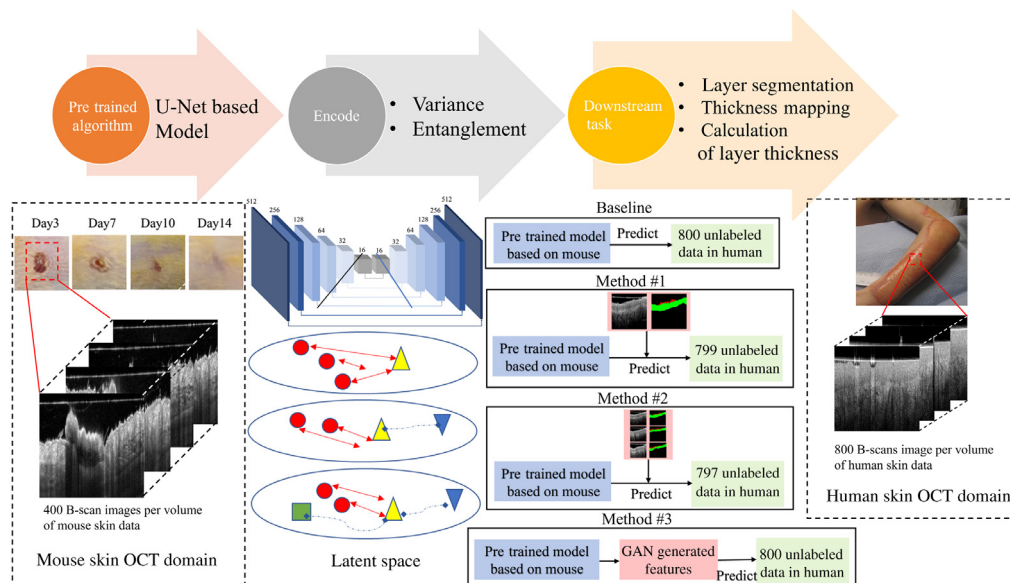 Pre trained
algorithm
U-Net based
Model
Encode
• Variance
• Entanglement
Downstream
task
• Layer segmentation
• Thickness mapping
• Calculation
of layer thickness
Day3
Day7
Day10
Day14
400 B-scan images per volume
of mouse skin data
Mouse skin OCT domain
512
256
128
64
32
16
16
32
64
128
256
512
Latent space
Baseline
Pre trained model
based on mouse
Predict
800 unlabeled
data in human
Method #1
Pre trained model
based on mouse
Predict
799 unlabeled
data in human
Method #2
Pre trained model
based on mouse
Predict
797 unlabeled
data in human
Method #3
Pre trained model
based on mouse
GAN generated
features
Predict
800 unlabeled
data in human
800 B-scans image per volume
of human skin data
Human skin OCT domain